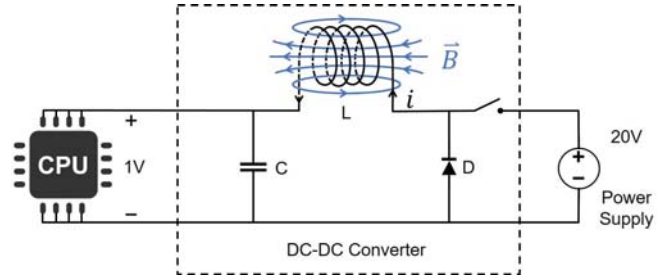 B
i
L
20V
+
CPU
1V
C
D
+
−
Power
Supply
−
DC-DC Converter